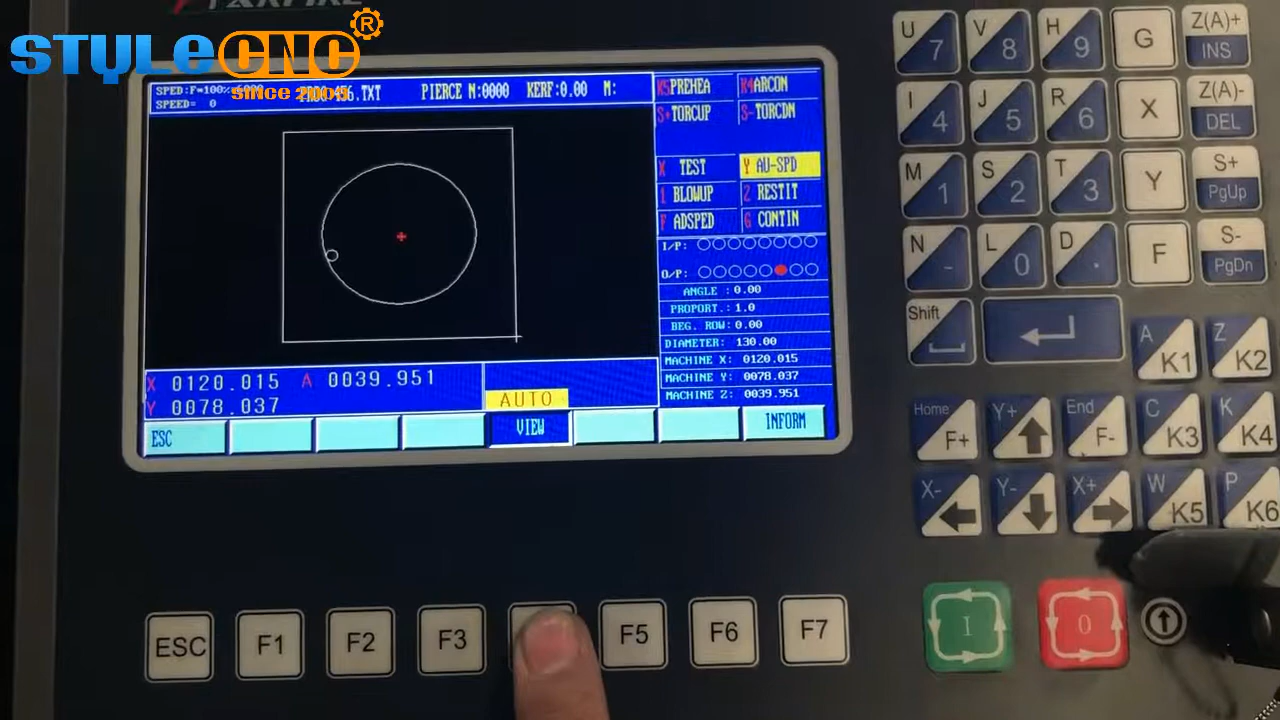 STYLECNC®
since 2003
SPEED= 0
PIERCE N:0000
KERF:0.00
M:
K5PREHEA
K4ARCON
S+TORCUP
S-TORCDN
X TEST
Y AU-SPD
1 BLOWUP
Z RESTIT
F ADSPED
G CONTIN
I/P:
O/P:
ANGLE :0.00
PROPORT.:1.0
BEG. ROW:0.00
DIAMETER: 130.00
MACHINE X: 0120.015
MACHINE Y: 0078.037
MACHINE Z: 0039.951
X 0120.015 A 0039.951
Y 0078.037
AUTO
ESC
VIEW
INFORM
U 7
V 8
H 9
G
Z(A)+ INS
I 4
J 5
R 6
X
Z(A)- DEL
M 1
S 2
T 3
Y
S+ PgUp
N -
L 0
D .
F
S- PgDn
Shift
A K1
Z K2
Home F+
Y+
End F-
C K3
K K4
X-
Y-
X+
W K5
P K6
ESC
F1
F2
F3
F5
F6
F7
I
0